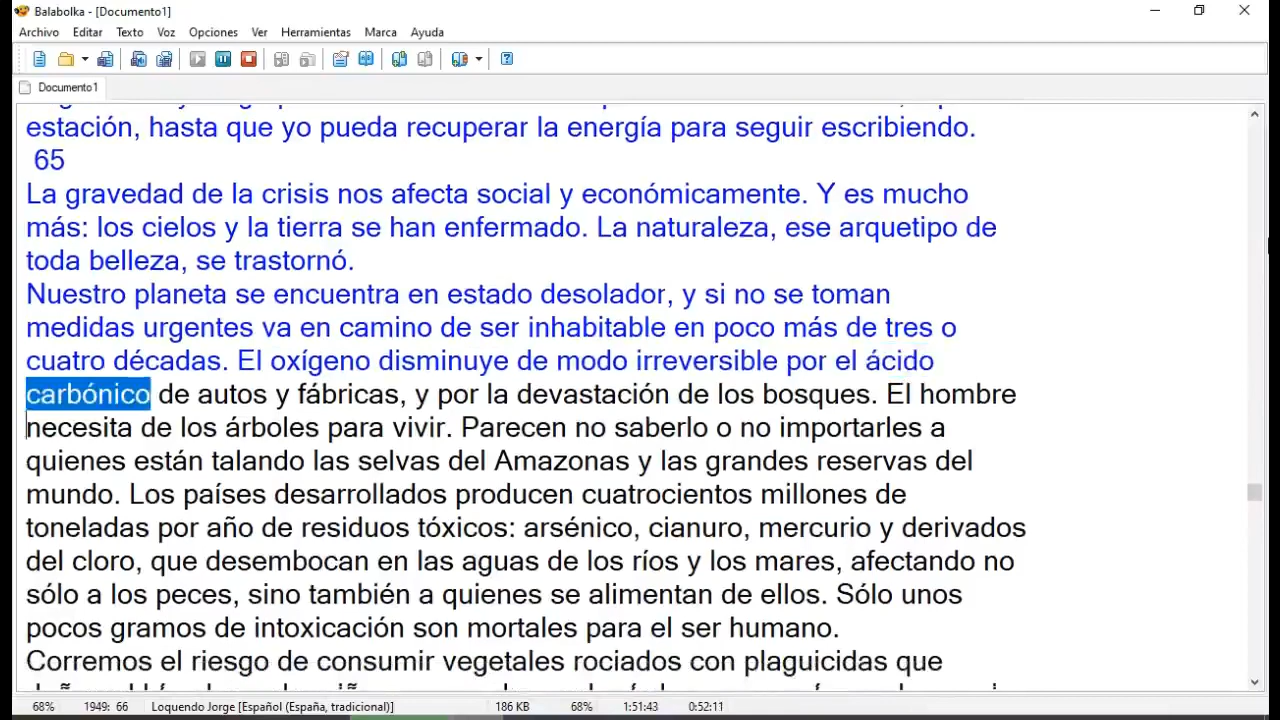 Balabolka - [Documento1]
Archivo Editar Texto Voz Opciones Ver Herramientas Marca Ayuda
Documento1
estación, hasta que yo pueda recuperar la energía para seguir escribiendo.
65
La gravedad de la crisis nos afecta social y económicamente. Y es mucho
más: los cielos y la tierra se han enfermado. La naturaleza, ese arquetipo de
toda belleza, se trastornó.
Nuestro planeta se encuentra en estado desolador, y si no se toman
medidas urgentes va en camino de ser inhabitable en poco más de tres o
cuatro décadas. El oxígeno disminuye de modo irreversible por el ácido
carbónico de autos y fábricas, y por la devastación de los bosques. El hombre
necesita de los árboles para vivir. Parecen no saberlo o no importarles a
quienes están talando las selvas del Amazonas y las grandes reservas del
mundo. Los países desarrollados producen cuatrocientos millones de
toneladas por año de residuos tóxicos: arsénico, cianuro, mercurio y derivados
del cloro, que desembocan en las aguas de los ríos y los mares, afectando no
sólo a los peces, sino también a quienes se alimentan de ellos. Sólo unos
pocos gramos de intoxicación son mortales para el ser humano.
Corremos el riesgo de consumir vegetales rociados con plaguicidas que
68% 1949: 66 Loquendo Jorge [Español (España, tradicional)] 186 KB 68% 1:51:43 0:52:11